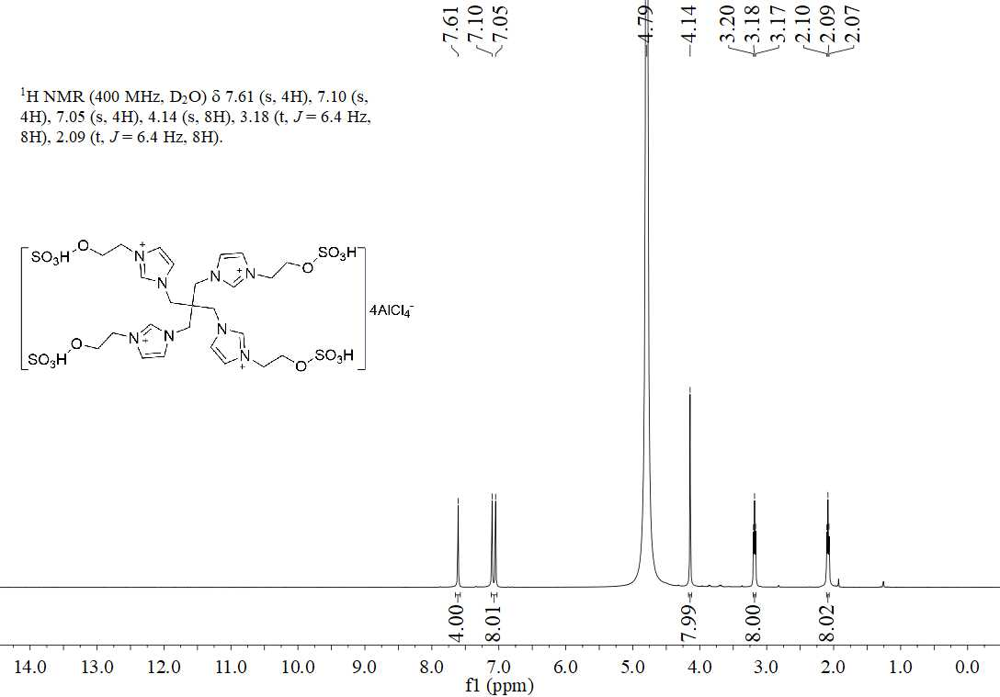 7.61
7.10
7.05
4.79
4.14
3.20
3.18
3.17
2.10
2.09
2.07
¹H NMR (400 MHz, D₂O) δ 7.61 (s, 4H), 7.10 (s,
4H), 7.05 (s, 4H), 4.14 (s, 8H), 3.18 (t, J = 6.4 Hz,
8H), 2.09 (t, J = 6.4 Hz, 8H).
SO₃H O N + N
N + N O SO₃H
4AlCl₄⁻
SO₃H O N + N
N N + O SO₃H
4.00
8.01
7.99
8.00
8.02
14.0 13.0 12.0 11.0 10.0 9.0 8.0 7.0 6.0 5.0 4.0 3.0 2.0 1.0 0.0
f1 (ppm)